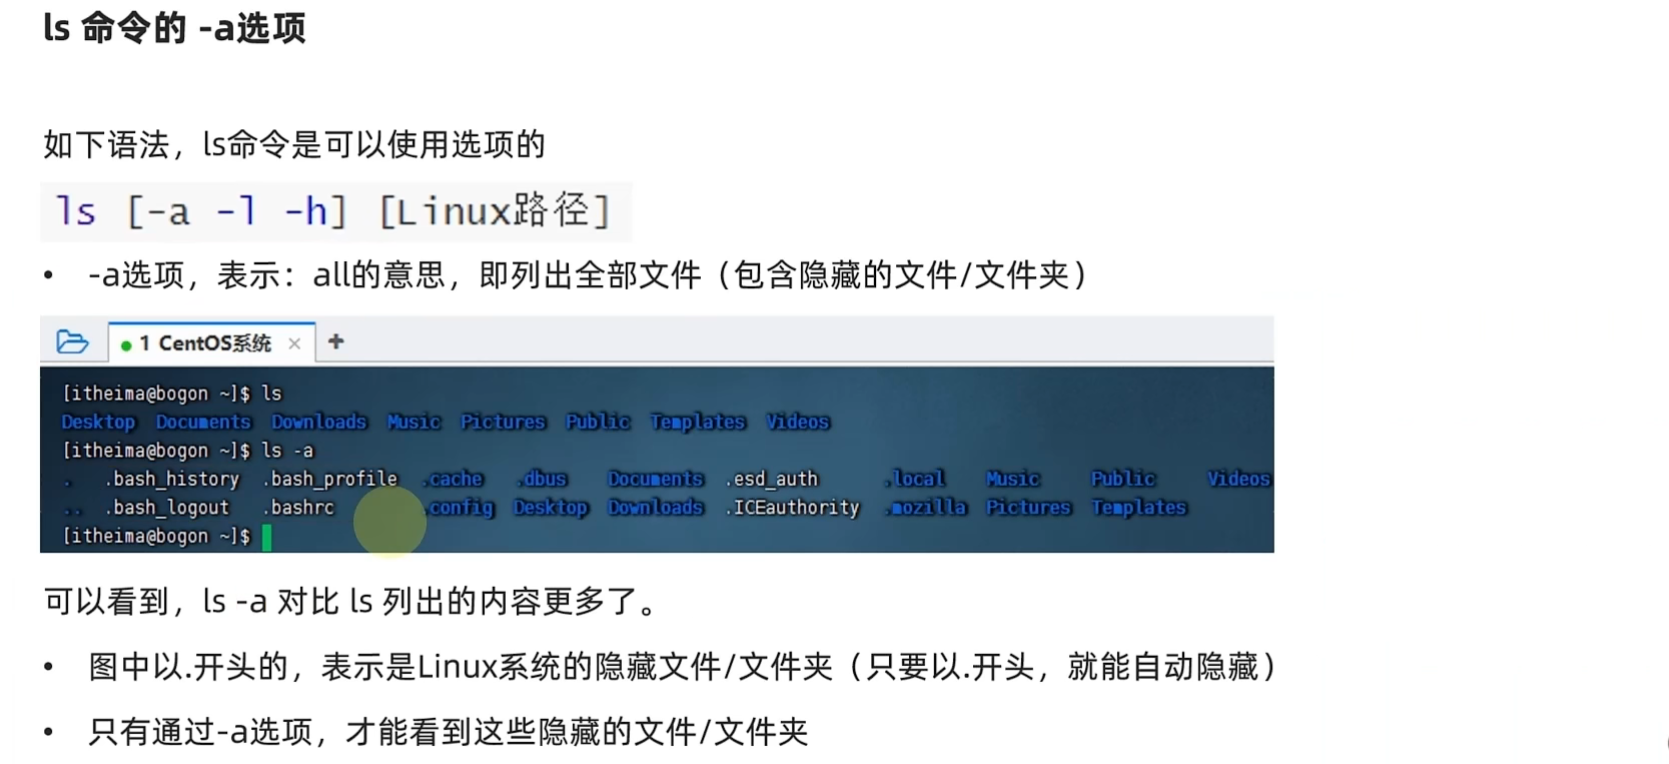 ls 命令的 -a选项
如下语法，ls命令是可以使用选项的
ls [-a -l -h] [Linux路径]
• -a选项，表示：all的意思，即列出全部文件（包含隐藏的文件/文件夹）
1 CentOS系统 × +
[itheima@bogon ~]$ ls
Desktop Documents Downloads Music Pictures Public Templates Videos
[itheima@bogon ~]$ ls -a
. .bash_history .bash_profile .cache .dbus Documents .esd_auth .local Music Public Videos
.. .bash_logout .bashrc .config Desktop Downloads .ICEauthority .mozilla Pictures Templates
[itheima@bogon ~]$
可以看到，ls -a 对比 ls 列出的内容更多了。
• 图中以.开头的，表示是Linux系统的隐藏文件/文件夹（只要以.开头，就能自动隐藏）
• 只有通过-a选项，才能看到这些隐藏的文件/文件夹